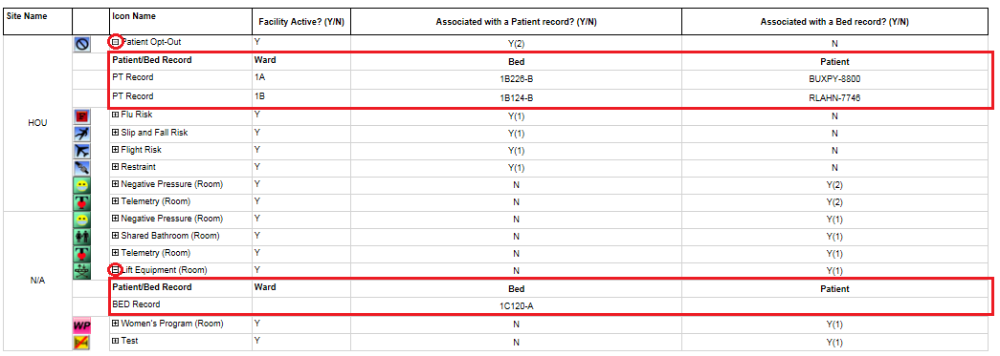 Site Name Icon Name Facility Active? (Y/N) Associated with a Patient record? (Y/N) Associated with a Bed record? (Y/N)
Patient Opt-Out Y Y(2) N
Patient/Bed Record Ward Bed Patient
PT Record 1A 1B226-B BUXPY-8800
PT Record 1B 1B124-B RLAHN-7746
Flu Risk Y Y(1) N
HOU
Slip and Fall Risk Y Y(1) N
Flight Risk Y Y(1) N
Restraint Y Y(1) N
Negative Pressure (Room) Y N Y(2)
Telemetry (Room) Y N Y(2)
Negative Pressure (Room) Y N Y(1)
Shared Bathroom (Room) Y N Y(1)
Telemetry (Room) Y N Y(1)
Lift Equipment (Room) Y N Y(1)
N/A
Patient/Bed Record Ward Bed Patient
BED Record 1C120-A
WP Women's Program (Room) Y N Y(1)
Test Y N Y(1)